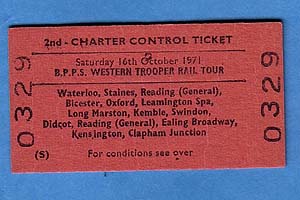 2nd - CHARTER CONTROL TICKET
Saturday 16th October 1971
B.P.P.S. WESTERN TROOPER RAIL TOUR
Waterloo, Staines, Reading (General),
Bicester, Oxford, Leamington Spa,
Long Marston, Kemble, Swindon,
Didcot, Reading (General), Ealing Broadway,
Kensington, Clapham Junction
(S) For conditions see over
0329
0329